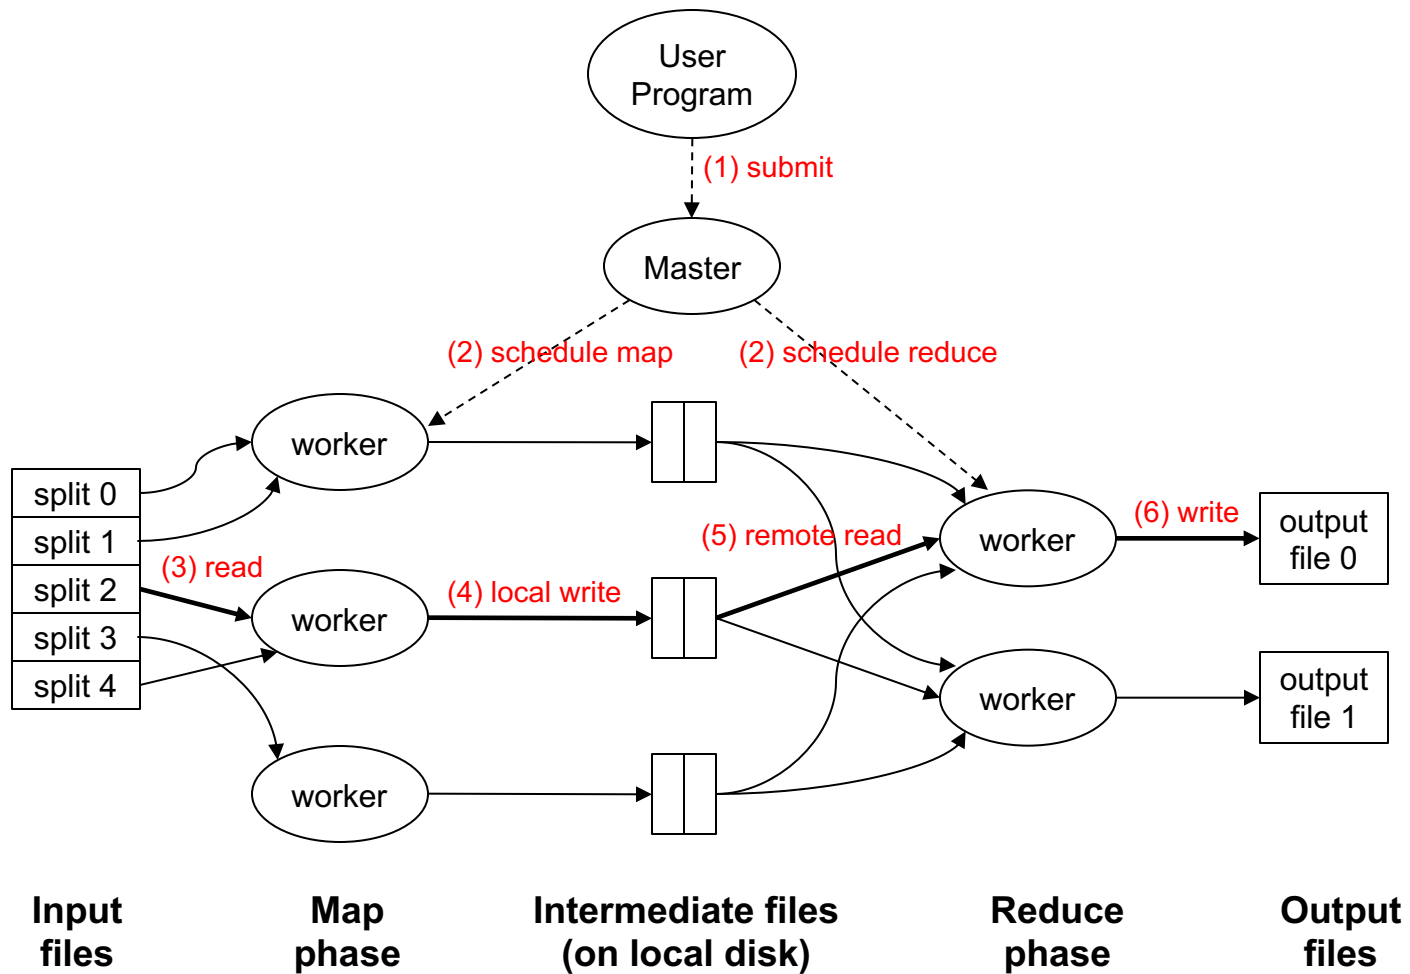 User
Program
(1) submit
Master
(2) schedule map
(2) schedule reduce
worker
split 0
split 1
split 2
split 3
split 4
(3) read
worker
(4) local write
worker
(5) remote read
worker
(6) write
output
file 0
worker
output
file 1
Input
files
Map
phase
Intermediate files
(on local disk)
Reduce
phase
Output
files